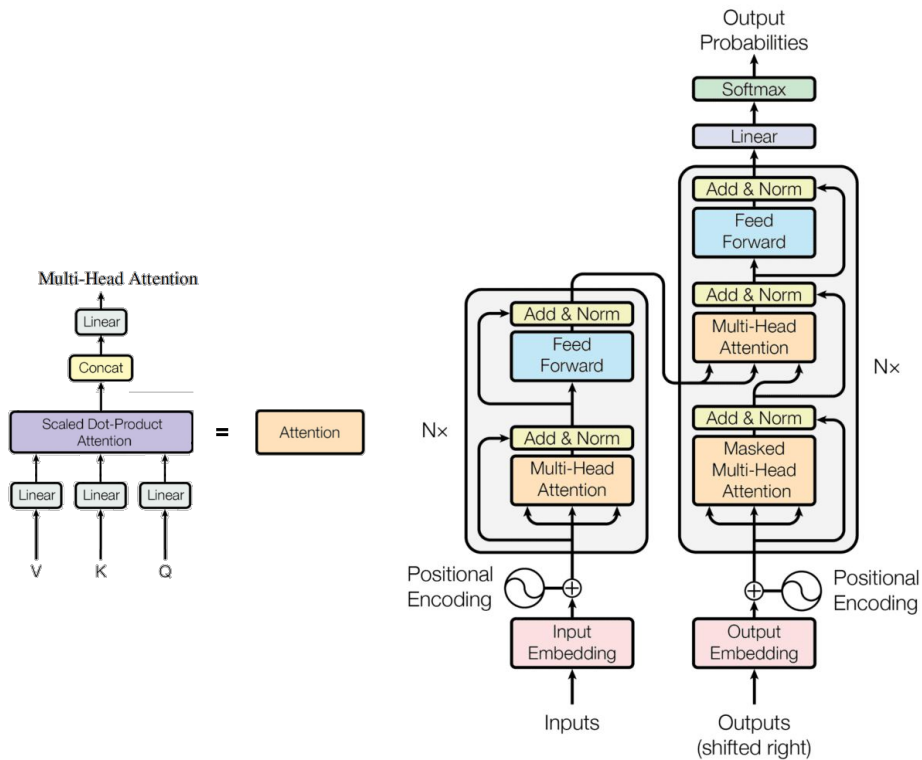 Multi-Head Attention
Linear
Concat
Scaled Dot-Product
Attention
Linear
Linear
Linear
V
K
Q
=
Attention
Output
Probabilities
Softmax
Linear
Add & Norm
Feed
Forward
Add & Norm
Multi-Head
Attention
Add & Norm
Masked
Multi-Head
Attention
N×
Positional
Encoding
Output
Embedding
Outputs
(shifted right)
Add & Norm
Feed
Forward
Add & Norm
Multi-Head
Attention
N×
Positional
Encoding
Input
Embedding
Inputs